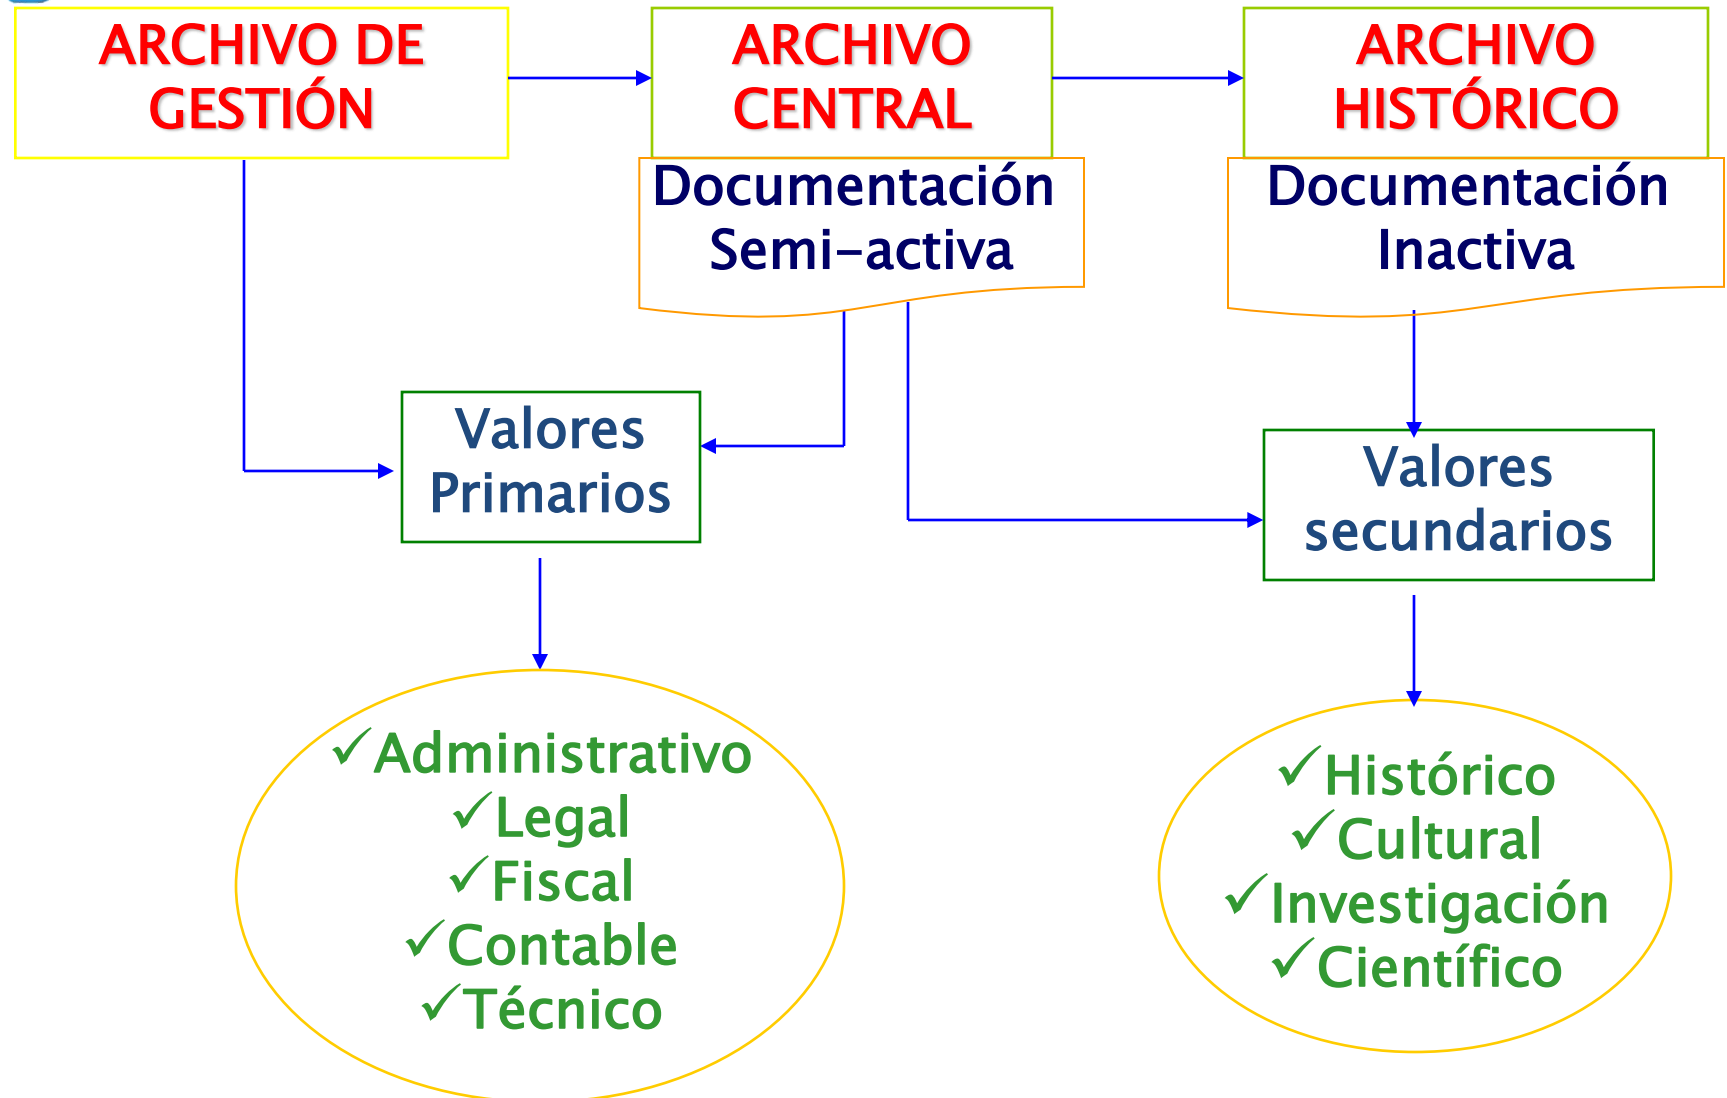 ARCHIVO DE
GESTIÓN
ARCHIVO
CENTRAL
ARCHIVO
HISTÓRICO
Documentación
Semi-activa
Documentación
Inactiva
Valores
Primarios
Valores
secundarios
✓Administrativo
✓Legal
✓Fiscal
✓Contable
✓Técnico
✓Histórico
✓Cultural
✓Investigación
✓Científico